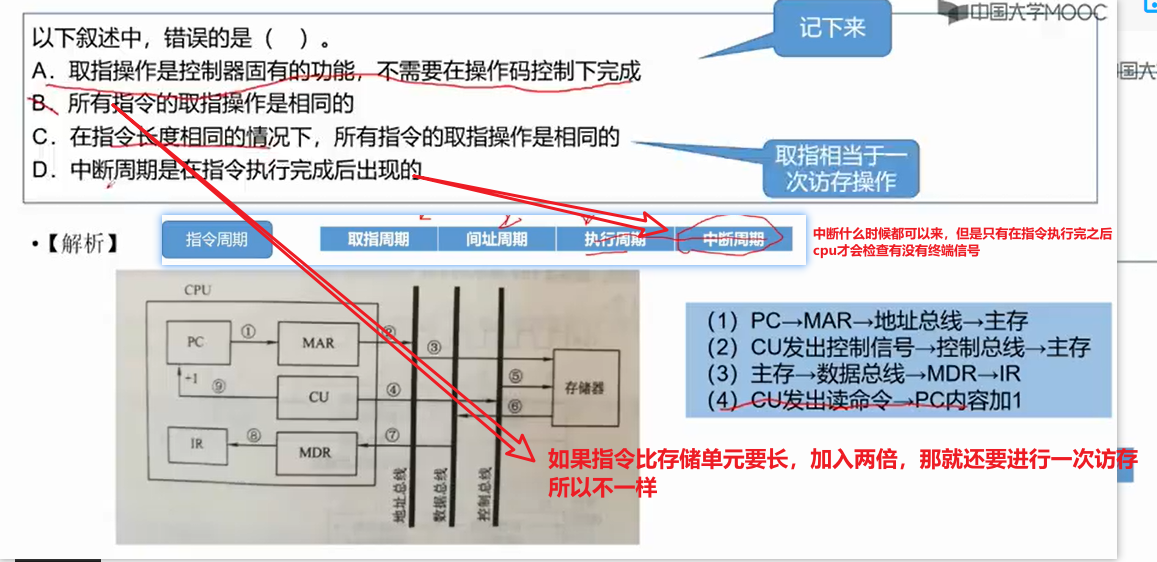 中国大学MOOC
记下来
国大
以下叙述中，错误的是（　）。
A．取指操作是控制器固有的功能，不需要在操作码控制下完成
B．所有指令的取指操作是相同的
C．在指令长度相同的情况下，所有指令的取指操作是相同的
D．中断周期是在指令执行完成后出现的
取指相当于一
次访存操作
•【解析】
指令周期
取指周期 间址周期 执行周期 中断周期
中断什么时候都可以来，但是只有在指令执行完之后
cpu才会检查有没有终端信号
CPU
PC ① MAR ② ③
+1 ⑨ CU ④ ⑤ ⑥ 存储器
IR ⑧ MDR ⑦
地址总线 数据总线 控制总线
（1）PC→MAR→地址总线→主存
（2）CU发出控制信号→控制总线→主存
（3）主存→数据总线→MDR→IR
（4）CU发出读命令→PC内容加1
如果指令比存储单元要长，加入两倍，那就还要进行一次访存
所以不一样